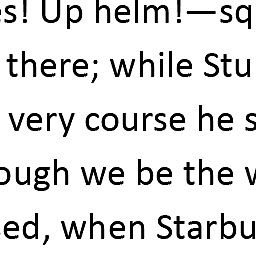 es! Up helm!—sq
there; while Stu
very course he s
ough we be the w
ed, when Starbu